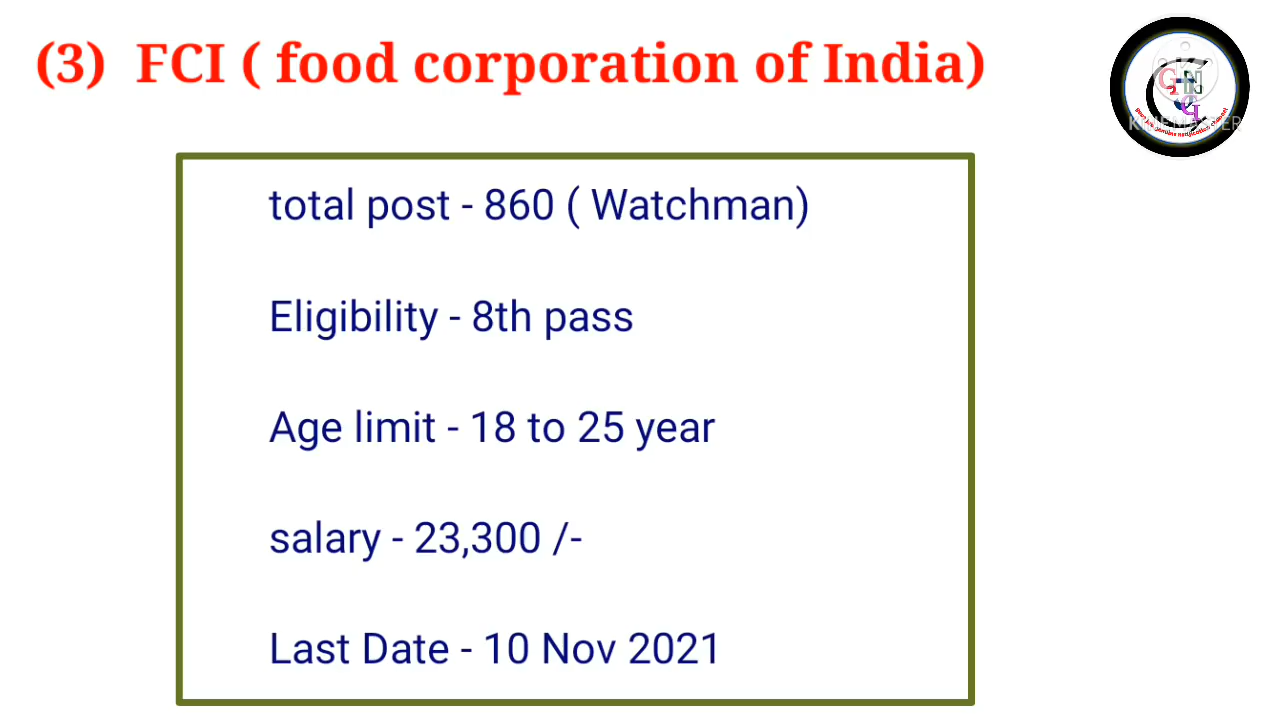 (3) FCI ( food corporation of India)
KINEMASTER
total post - 860 ( Watchman)
Eligibility - 8th pass
Age limit - 18 to 25 year
salary - 23,300 /-
Last Date - 10 Nov 2021